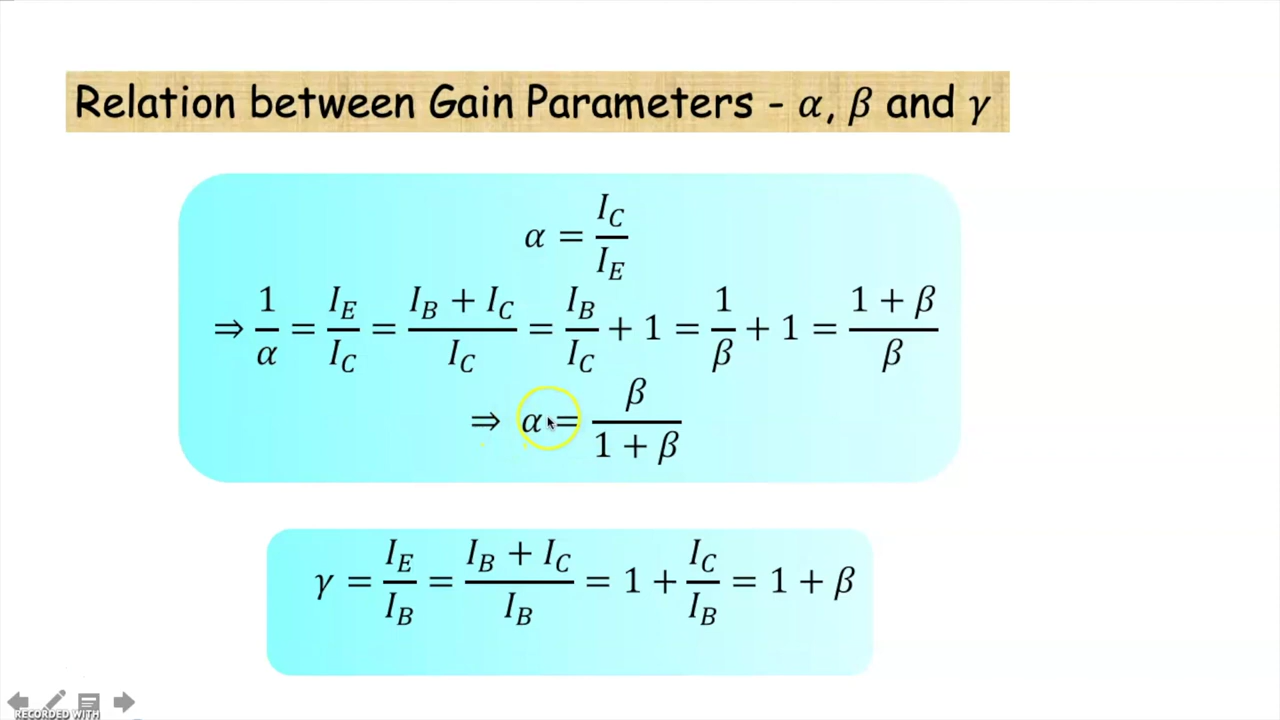 Relation between Gain Parameters - α, β and γ
α = I_C / I_E
⇒ 1/α = I_E/I_C = (I_B + I_C)/I_C = I_B/I_C + 1 = 1/β + 1 = (1 + β)/β
⇒ α = β/(1 + β)
γ = I_E/I_B = (I_B + I_C)/I_B = 1 + I_C/I_B = 1 + β
RECORDED WITH